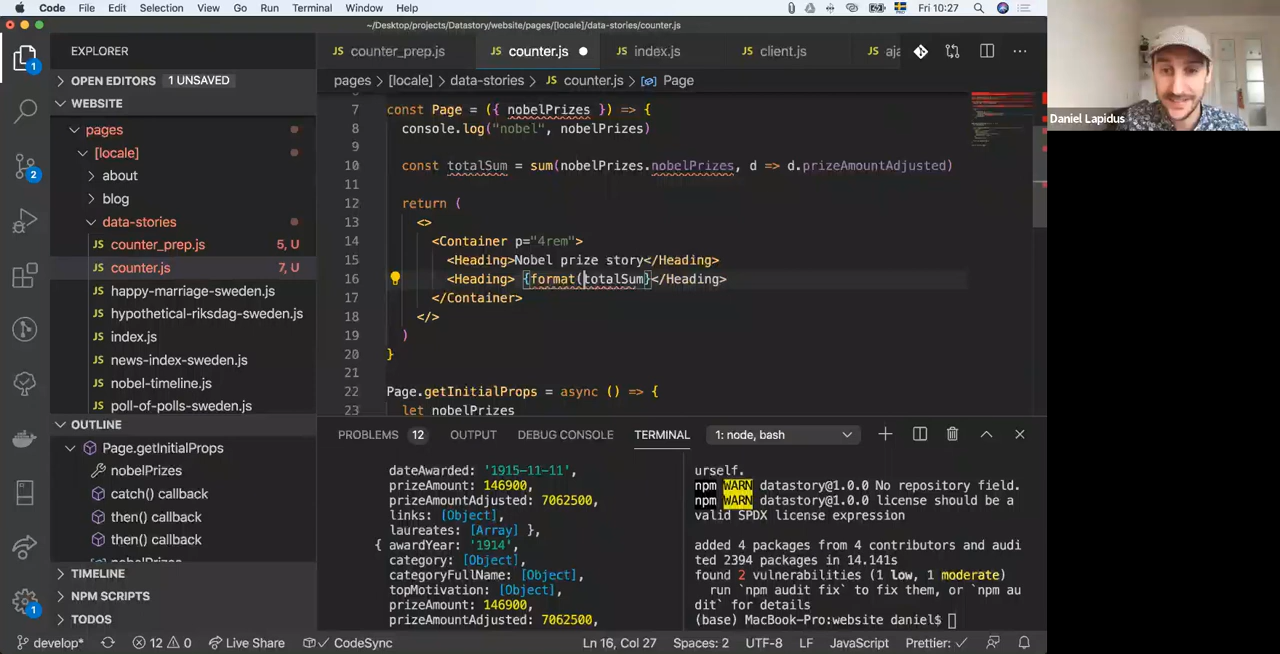 Code File Edit Selection View Go Run Terminal Window Help Fri 10:27
~/Desktop/projects/Datastory/website/pages/[locale]/data-stories/counter.js
EXPLORER
counter_prep.js counter.js index.js client.js aja
OPEN EDITORS 1 UNSAVED
pages > [locale] > data-stories > JS counter.js > Page
WEBSITE
pages
[locale]
about
blog
data-stories
JS counter_prep.js 5, U
JS counter.js 7, U
JS happy-marriage-sweden.js
JS hypothetical-riksdag-sweden.js
JS index.js
JS news-index-sweden.js
JS nobel-timeline.js
JS poll-of-polls-sweden.js
OUTLINE
Page.getInitialProps
nobelPrizes
catch() callback
then() callback
then() callback
TIMELINE
NPM SCRIPTS
TODOS
7 const Page = ({ nobelPrizes }) => {
8 console.log("nobel", nobelPrizes)
9
10 const totalSum = sum(nobelPrizes.nobelPrizes, d => d.prizeAmountAdjusted)
11
12 return (
13 <>
14 <Container p="4rem">
15 <Heading>Nobel prize story</Heading>
16 <Heading> {format(totalSum}</Heading>
17 </Container>
18 </>
19 )
20 }
21
22 Page.getInitialProps = async () => {
23 let nobelPrizes
PROBLEMS 12 OUTPUT DEBUG CONSOLE TERMINAL 1: node, bash
dateAwarded: '1915-11-11',
prizeAmount: 146900,
prizeAmountAdjusted: 7062500,
links: [Object],
laureates: [Array] },
{ awardYear: '1914',
category: [Object],
categoryFullName: [Object],
topMotivation: [Object],
prizeAmount: 146900,
prizeAmountAdjusted: 7062500,
urself.
npm WARN datastory@1.0.0 No repository field.
npm WARN datastory@1.0.0 license should be a
valid SPDX license expression
added 4 packages from 4 contributors and audi
ted 2394 packages in 14.141s
found 2 vulnerabilities (1 low, 1 moderate)
run `npm audit fix` to fix them, or `npm au
dit` for details
(base) MacBook-Pro:website daniel$
develop* 12 0 Live Share CodeSync Ln 16, Col 27 Spaces: 2 UTF-8 LF JavaScript Prettier: ✓
Daniel Lapidus